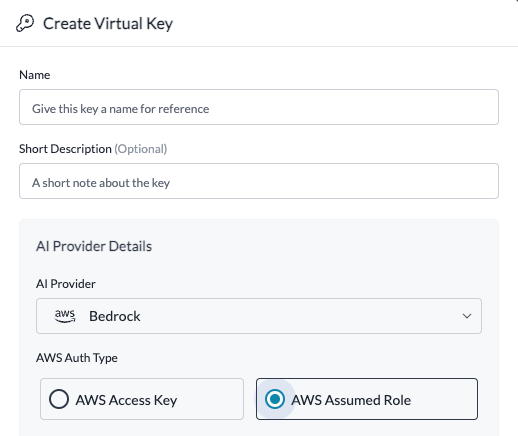 Create Virtual Key
Name
Give this key a name for reference
Short Description (Optional)
A short note about the key
AI Provider Details
AI Provider
aws Bedrock
AWS Auth Type
AWS Access Key AWS Assumed Role